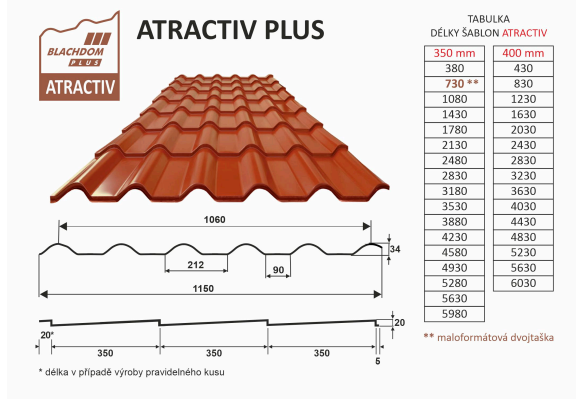 BLACHDOM
PLUS
ATRACTIV
ATRACTIV PLUS
1060
34
212
90
1150
20
20*
350
350
350
5
* délka v případě výroby pravidelného kusu
TABULKA
DÉLKY ŠABLON ATRACTIV
350 mm 400 mm
380 430
730 ** 830
1080 1230
1430 1630
1780 2030
2130 2430
2480 2830
2830 3230
3180 3630
3530 4030
3880 4430
4230 4830
4580 5230
4930 5630
5280 6030
5630
5980
** maloformátová dvojtaška